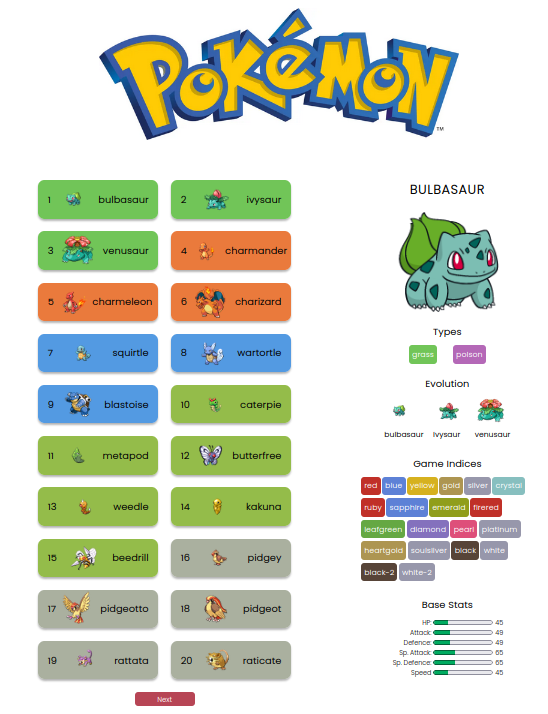 POKéMON
TM
1 bulbasaur 2 ivysaur
3 venusaur 4 charmander
5 charmeleon 6 charizard
7 squirtle 8 wartortle
9 blastoise 10 caterpie
11 metapod 12 butterfree
13 weedle 14 kakuna
15 beedrill 16 pidgey
17 pidgeotto 18 pidgeot
19 rattata 20 raticate
Next
BULBASAUR
Types
grass poison
Evolution
bulbasaur ivysaur venusaur
Game Indices
red blue yellow gold silver crystal
ruby sapphire emerald firered
leafgreen diamond pearl platinum
heartgold soulsilver black white
black-2 white-2
Base Stats
HP: 45
Attack: 49
Defence: 49
Sp. Attack: 65
Sp. Defence: 65
Speed 45